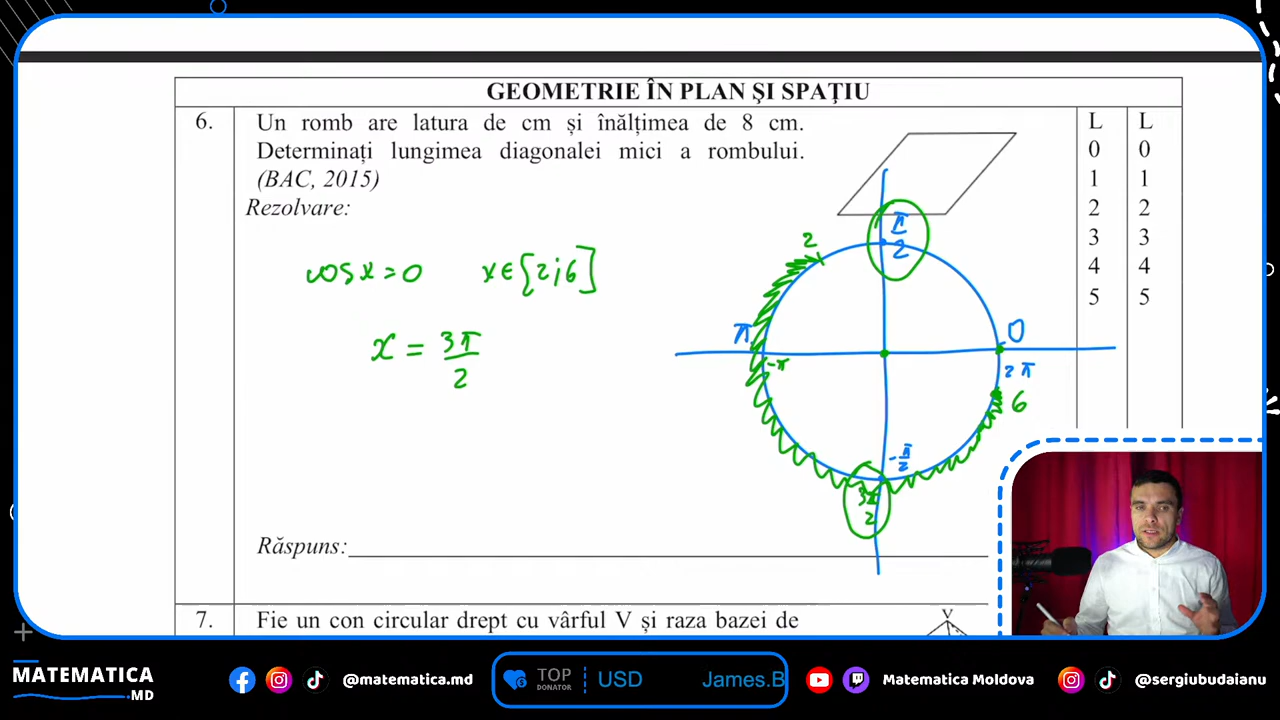 GEOMETRIE ÎN PLAN ŞI SPAŢIU
6.
Un romb are latura de cm și înălțimea de 8 cm.
Determinați lungimea diagonalei mici a rombului.
(BAC, 2015)
Rezolvare:
L
0
1
2
3
4
5
L
0
1
2
3
4
5
cos x = 0 x ∈ [2; 6]
x = 3π/2
π/2
2
π
-π
0
2π
6
-π/2
3π/2
Răspuns:
7.
Fie un con circular drept cu vârful V și raza bazei de
V
MATEMATICA
.MD
@matematica.md
TOP
DONATOR
USD
James.B
Matematica Moldova
@sergiubudaianu